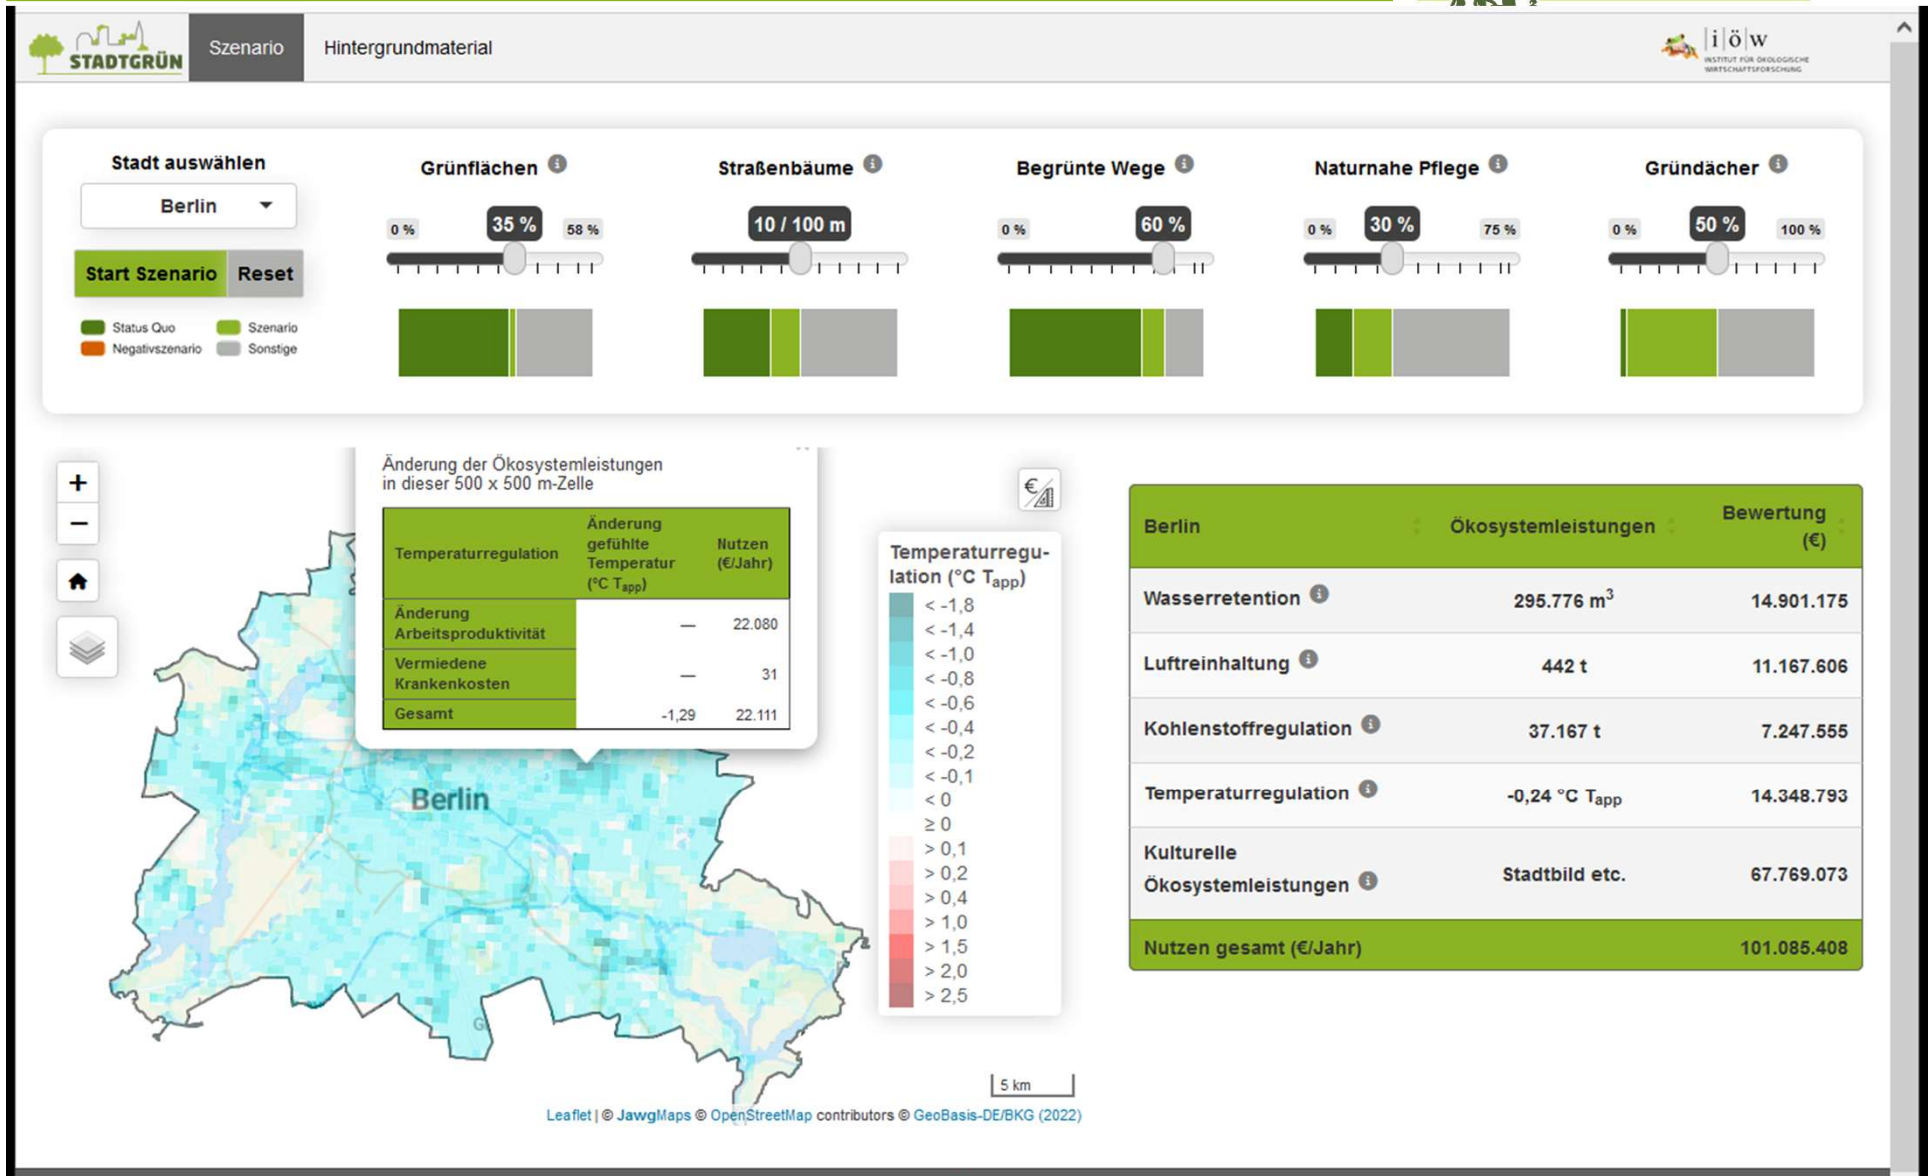 STADTGRÜN
Szenario
Hintergrundmaterial
|i|ö|w
INSTITUT FÜR ÖKOLOGISCHE
WIRTSCHAFTSFORSCHUNG
Stadt auswählen
Berlin
Start Szenario
Reset
Status Quo
Szenario
Negativszenario
Sonstige
Grünflächen
0 %
35 %
58 %
Straßenbäume
10 / 100 m
Begrünte Wege
0 %
60 %
Naturnahe Pflege
0 %
30 %
75 %
Gründächer
0 %
50 %
100 %
+
−
Änderung der Ökosystemleistungen
in dieser 500 x 500 m-Zelle
Temperaturregulation
Änderung
gefühlte
Temperatur
(°C Tapp)
Nutzen
(€/Jahr)
Änderung
Arbeitsproduktivität
—
22.080
Vermiedene
Krankenkosten
—
31
Gesamt
-1,29
22.111
Berlin
€
Temperaturregu-
lation (°C Tapp)
< -1,8
< -1,4
< -1,0
< -0,8
< -0,6
< -0,4
< -0,2
< -0,1
< 0
≥ 0
> 0,1
> 0,2
> 0,4
> 1,0
> 1,5
> 2,0
> 2,5
5 km
Leaflet | © JawgMaps © OpenStreetMap contributors © GeoBasis-DE/BKG (2022)
Berlin
Ökosystemleistungen
Bewertung
(€)
Wasserretention
295.776 m³
14.901.175
Luftreinhaltung
442 t
11.167.606
Kohlenstoffregulation
37.167 t
7.247.555
Temperaturregulation
-0,24 °C Tapp
14.348.793
Kulturelle
Ökosystemleistungen
Stadtbild etc.
67.769.073
Nutzen gesamt (€/Jahr)
101.085.408